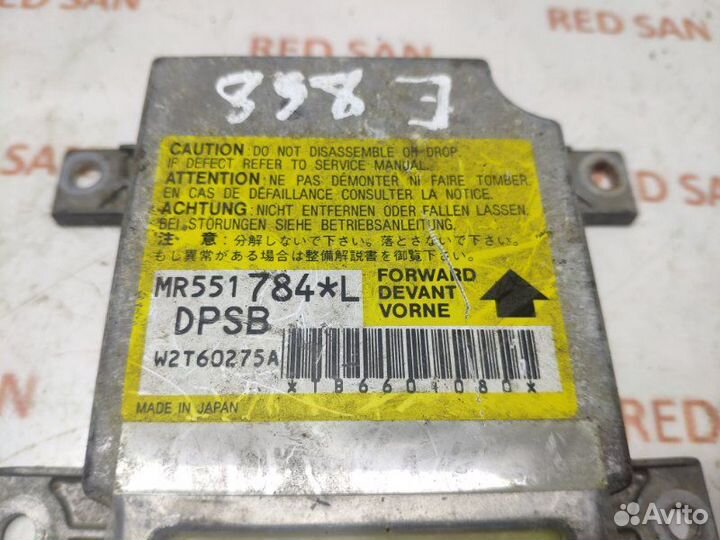 RED SAN
RED SAN
RED SAN
E 868
CAUTION : DO NOT DISASSEMBLE OR DROP.
IF DEFECT REFER TO SERVICE MANUAL.
ATTENTION : NE PAS DÉMONTER NI FAIRE TOMBER.
EN CAS DE DÉFAILLANCE CONSULTER LA NOTICE.
ACHTUNG : NICHT ENTFERNEN ODER FALLEN LASSEN.
BEI STÖRUNGEN SIEHE BETRIEBSANLEITUNG.
注 意 : 分解しないで下さい。落とさないで下さい。
もし異常がある場合は整備解説書を御覧下さい。
MR551784*L
DPSB
W2T60275A
FORWARD
DEVANT
VORNE
MADE IN JAPAN
RED SAN
RED
Avito